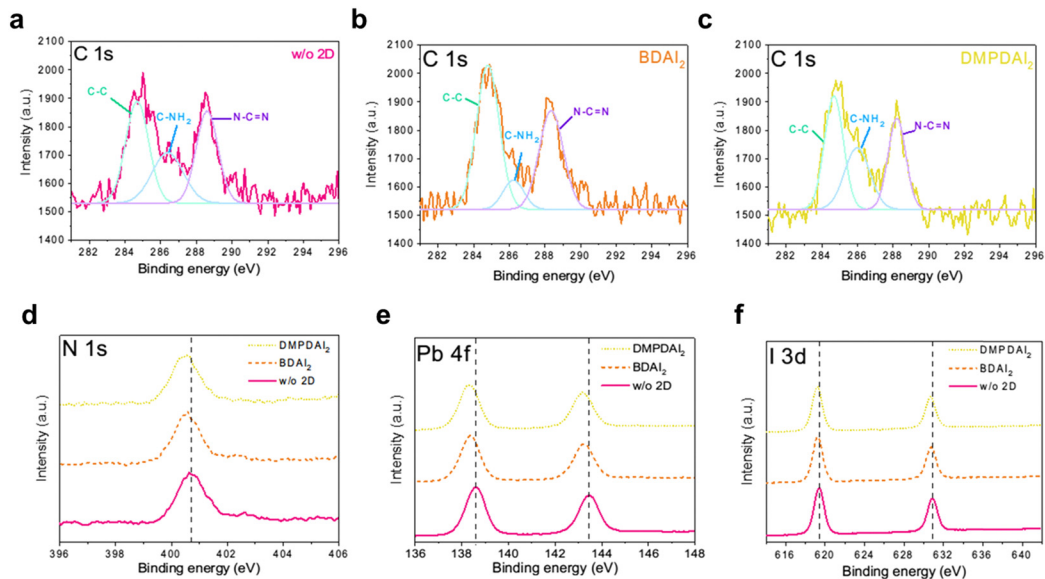 a
C 1s
w/o 2D
C-C
C-NH₂
N-C=N
Intensity (a.u.)
2100
2000
1900
1800
1700
1600
1500
1400
282 284 286 288 290 292 294 296
Binding energy (eV)
b
C 1s
BDAI₂
C-C
C-NH₂
N-C=N
Intensity (a.u.)
2100
2000
1900
1800
1700
1600
1500
1400
282 284 286 288 290 292 294 296
Binding energy (eV)
c
C 1s
DMPDAI₂
C-C
C-NH₂
N-C=N
Intensity (a.u.)
2100
2000
1900
1800
1700
1600
1500
1400
282 284 286 288 290 292 294 296
Binding energy (eV)
d
N 1s
DMPDAI₂
BDAI₂
w/o 2D
Intensity (a.u.)
396 398 400 402 404 406
Binding energy (eV)
e
Pb 4f
DMPDAI₂
BDAI₂
w/o 2D
Intensity (a.u.)
136 138 140 142 144 146 148
Binding energy (eV)
f
I 3d
DMPDAI₂
BDAI₂
w/o 2D
Intensity (a.u.)
616 620 624 628 632 636 640
Binding energy (eV)